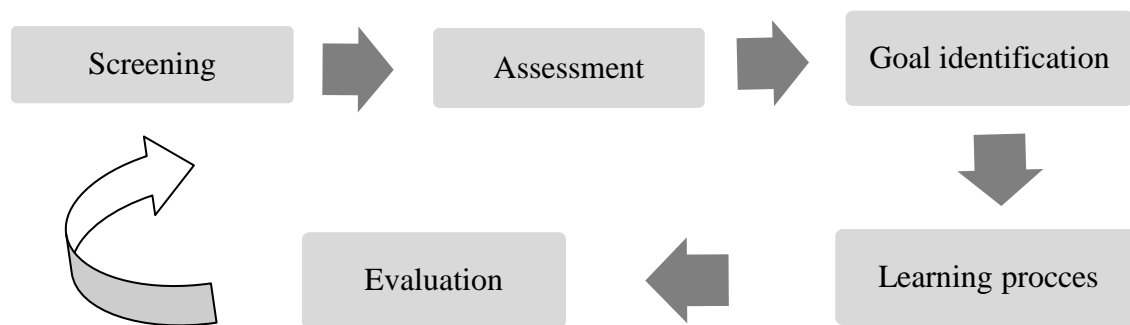 Screening
Assessment
Goal identification
Learning procces
Evaluation